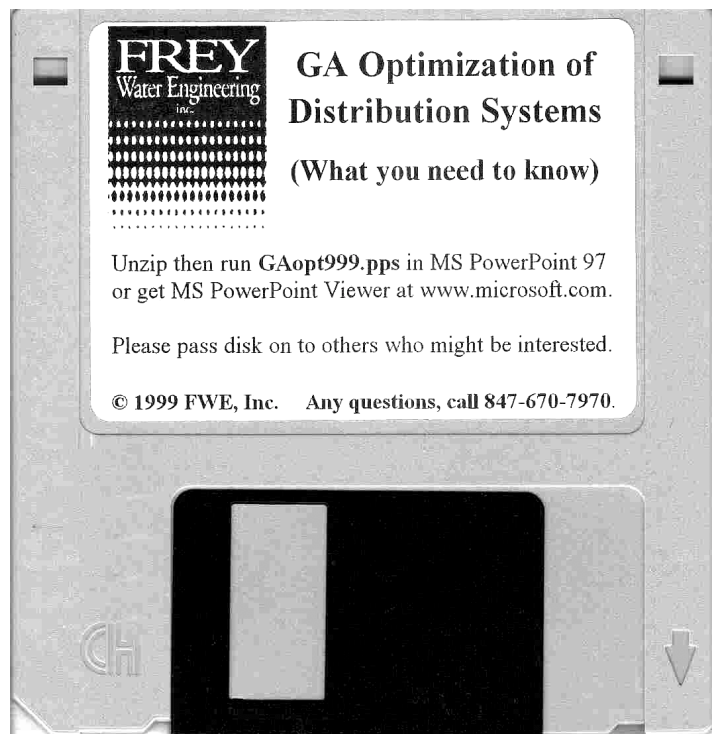 FREY
Water Engineering
inc.
GA Optimization of
Distribution Systems
(What you need to know)
Unzip then run GAopt999.pps in MS PowerPoint 97
or get MS PowerPoint Viewer at www.microsoft.com.
Please pass disk on to others who might be interested.
© 1999 FWE, Inc. Any questions, call 847-670-7970.
CH